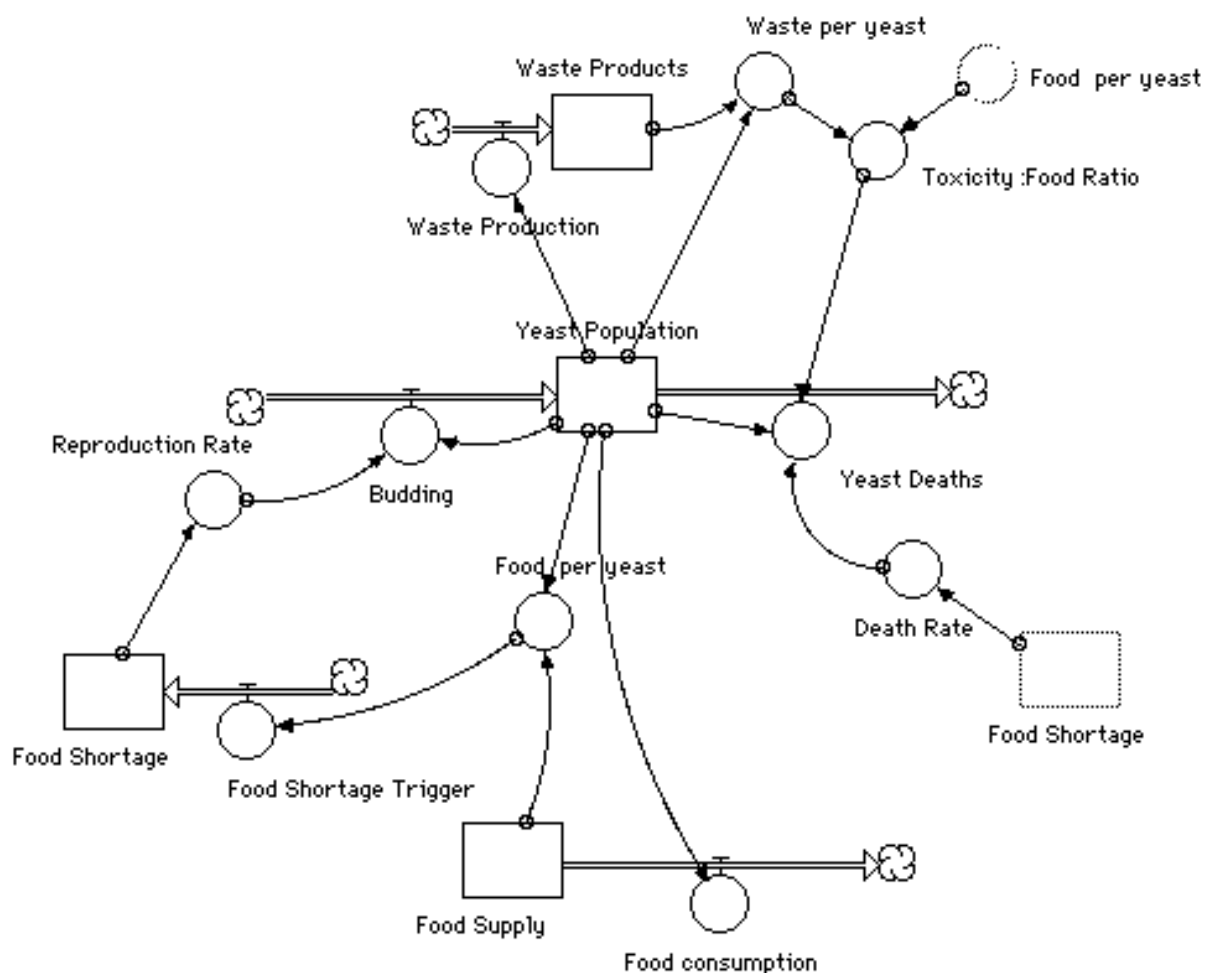 Waste per yeast
Waste Products
Food per yeast
Toxicity :Food Ratio
Waste Production
Yeast Population
Reproduction Rate
Budding
Yeast Deaths
Food per yeast
Death Rate
Food Shortage
Food Shortage
Food Shortage Trigger
Food Supply
Food consumption